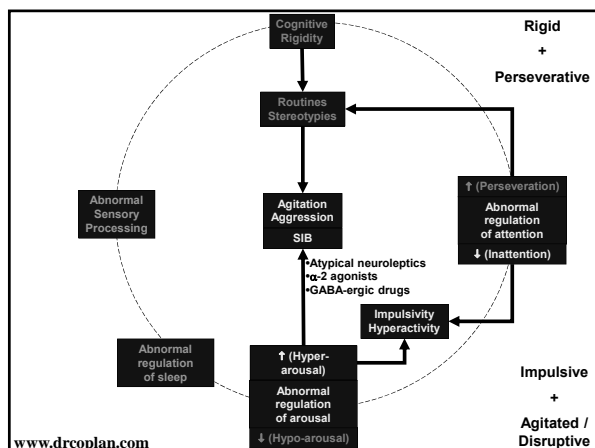 Cognitive
Rigidity
Rigid
+
Perseverative
Routines
Stereotypies
↑ (Perseveration)
Abnormal
regulation
of attention
↓ (Inattention)
Abnormal
Sensory
Processing
Agitation
Aggression
SIB
•Atypical neuroleptics
•α-2 agonists
•GABA-ergic drugs
Impulsivity
Hyperactivity
Abnormal
regulation
of sleep
↑ (Hyper-
arousal)
Abnormal
regulation
of arousal
↓ (Hypo-arousal)
Impulsive
+
Agitated /
Disruptive
www.drcoplan.com